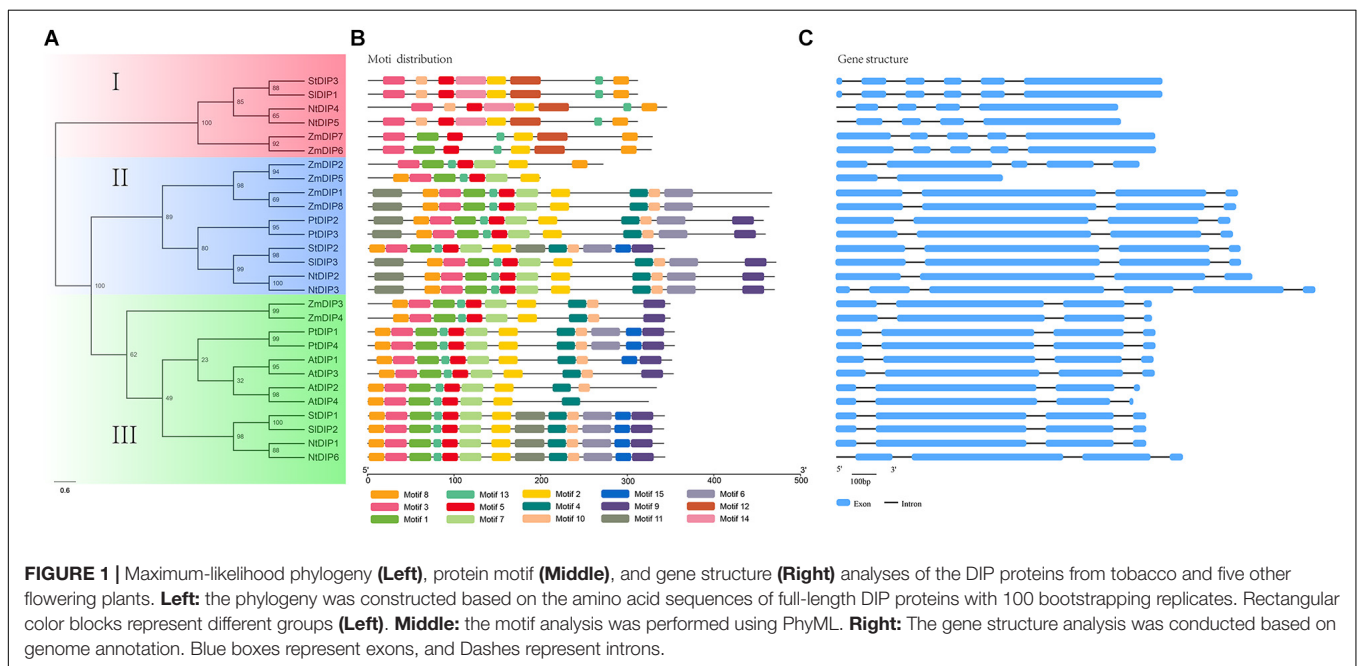 A
B
C
Moti distribution
Gene structure
I
II
III
StDIP3
SlDIP1
NtDIP4
NtDIP5
ZmDIP7
ZmDIP6
ZmDIP2
ZmDIP5
ZmDIP1
ZmDIP8
PtDIP2
PtDIP3
StDIP2
SlDIP3
NtDIP2
NtDIP3
ZmDIP3
ZmDIP4
PtDIP1
PtDIP4
AtDIP1
AtDIP3
AtDIP2
AtDIP4
StDIP1
SlDIP2
NtDIP1
NtDIP6
88
85
65
100
92
94
98
69
89
95
80
98
99
100
100
99
62
99
23
95
32
98
49
100
98
88
0.6
5' 3'
0 100 200 300 400 500
Motif 8 Motif 13 Motif 2 Motif 15 Motif 6
Motif 3 Motif 5 Motif 4 Motif 9 Motif 12
Motif 1 Motif 7 Motif 10 Motif 11 Motif 14
5' 3'
100bp
Exon Intron
FIGURE 1 | Maximum-likelihood phylogeny (Left), protein motif (Middle), and gene structure (Right) analyses of the DIP proteins from tobacco and five other
flowering plants. Left: the phylogeny was constructed based on the amino acid sequences of full-length DIP proteins with 100 bootstrapping replicates. Rectangular
color blocks represent different groups (Left). Middle: the motif analysis was performed using PhyML. Right: The gene structure analysis was conducted based on
genome annotation. Blue boxes represent exons, and Dashes represent introns.